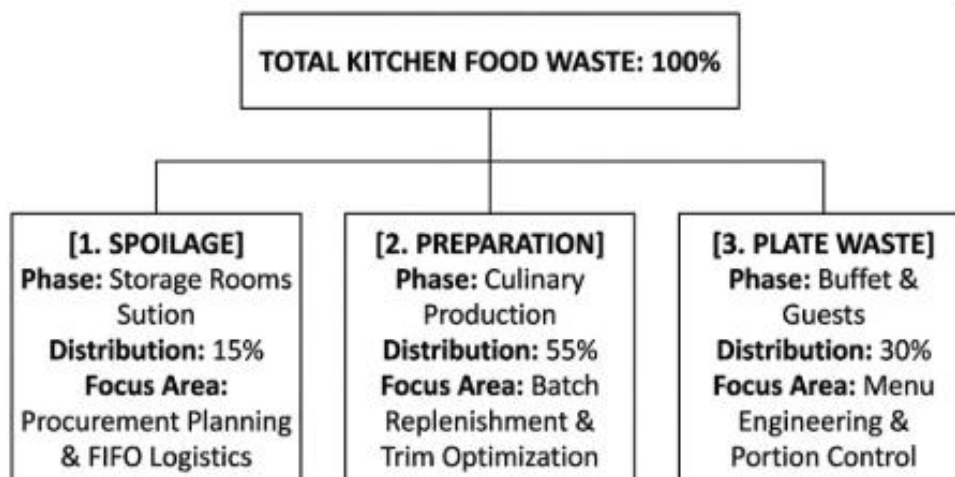 TOTAL KITCHEN FOOD WASTE: 100%
[1. SPOILAGE]
Phase: Storage Rooms
Sution
Distribution: 15%
Focus Area:
Procurement Planning
& FIFO Logistics
[2. PREPARATION]
Phase: Culinary
Production
Distribution: 55%
Focus Area: Batch
Replenishment &
Trim Optimization
[3. PLATE WASTE]
Phase: Buffet &
Guests
Distribution: 30%
Focus Area: Menu
Engineering &
Portion Control